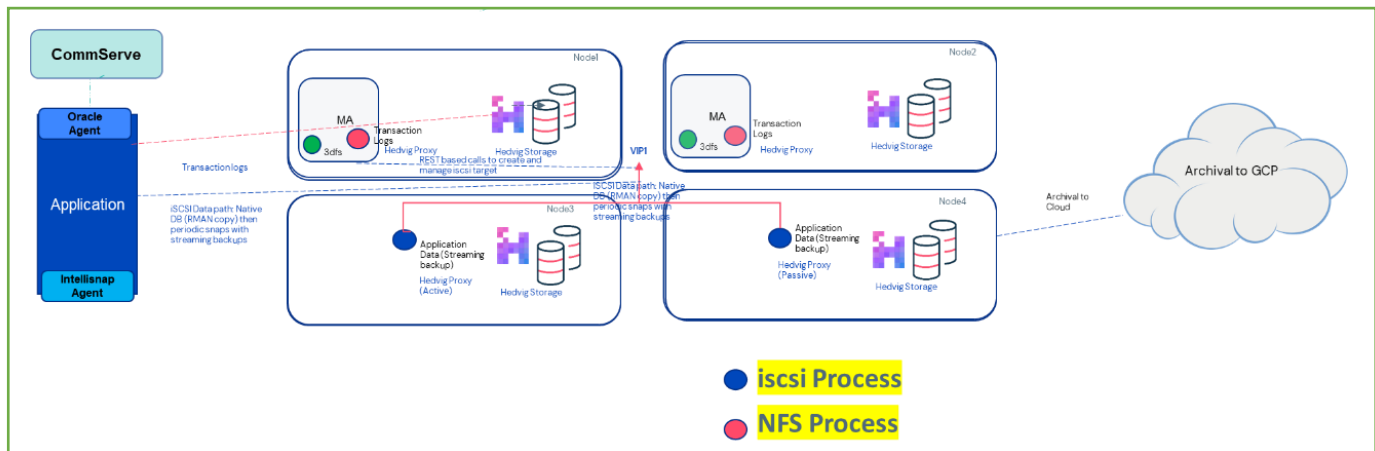 CommServe
Oracle
Agent
Application
Intellisnap
Agent
Transaction logs
iSCSI Data path: Native
DB (RMAN copy) then
periodic snaps with
streaming backups
Node1
MA
3dfs
Transaction
Logs
Hedvig Proxy
Hedvig Storage
REST based calls to create and
manage iscsi target
VIP1
Node2
MA
3dfs
Transaction
Logs
Hedvig Proxy
Hedvig Storage
iSCSI Data path: Native
DB (RMAN copy) then
periodic snaps with
streaming backups
Node3
Application
Data (Streaming
backup)
Hedvig Proxy
(Active)
Hedvig Storage
Node4
Application
Data (Streaming
backup)
Hedvig Proxy
(Passive)
Hedvig Storage
Archival to
Cloud
Archival to GCP
iscsi Process
NFS Process